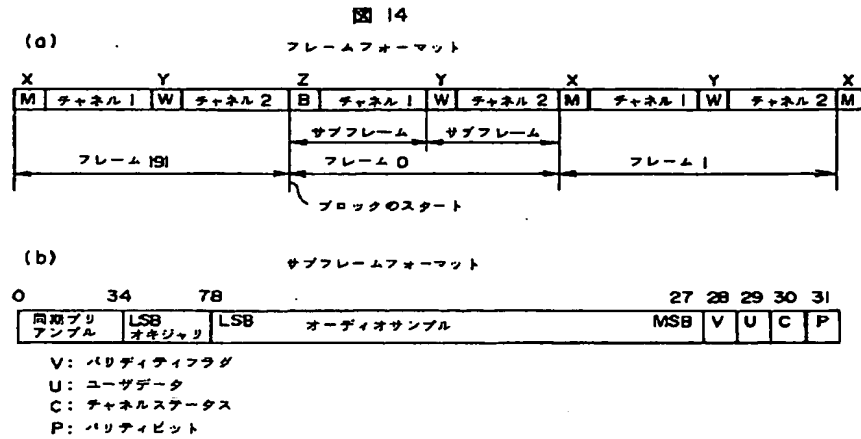 図 14
(a)
フレームフォーマット
X Y Z Y X Y X
M チャネル 1 W チャネル 2 B チャネル 1 W チャネル 2 M チャネル 1 W チャネル 2 M
サブフレーム サブフレーム
フレーム 191 フレーム 0 フレーム 1
ブロックのスタート
(b)
サブフレームフォーマット
0 34 78 27 28 29 30 31
同期プリ LSB LSB オーディオサンプル MSB V U C P
アンブル オキジャリ
V: バリディティフラグ
U: ユーザデータ
C: チャネルステータス
P: パリティビット